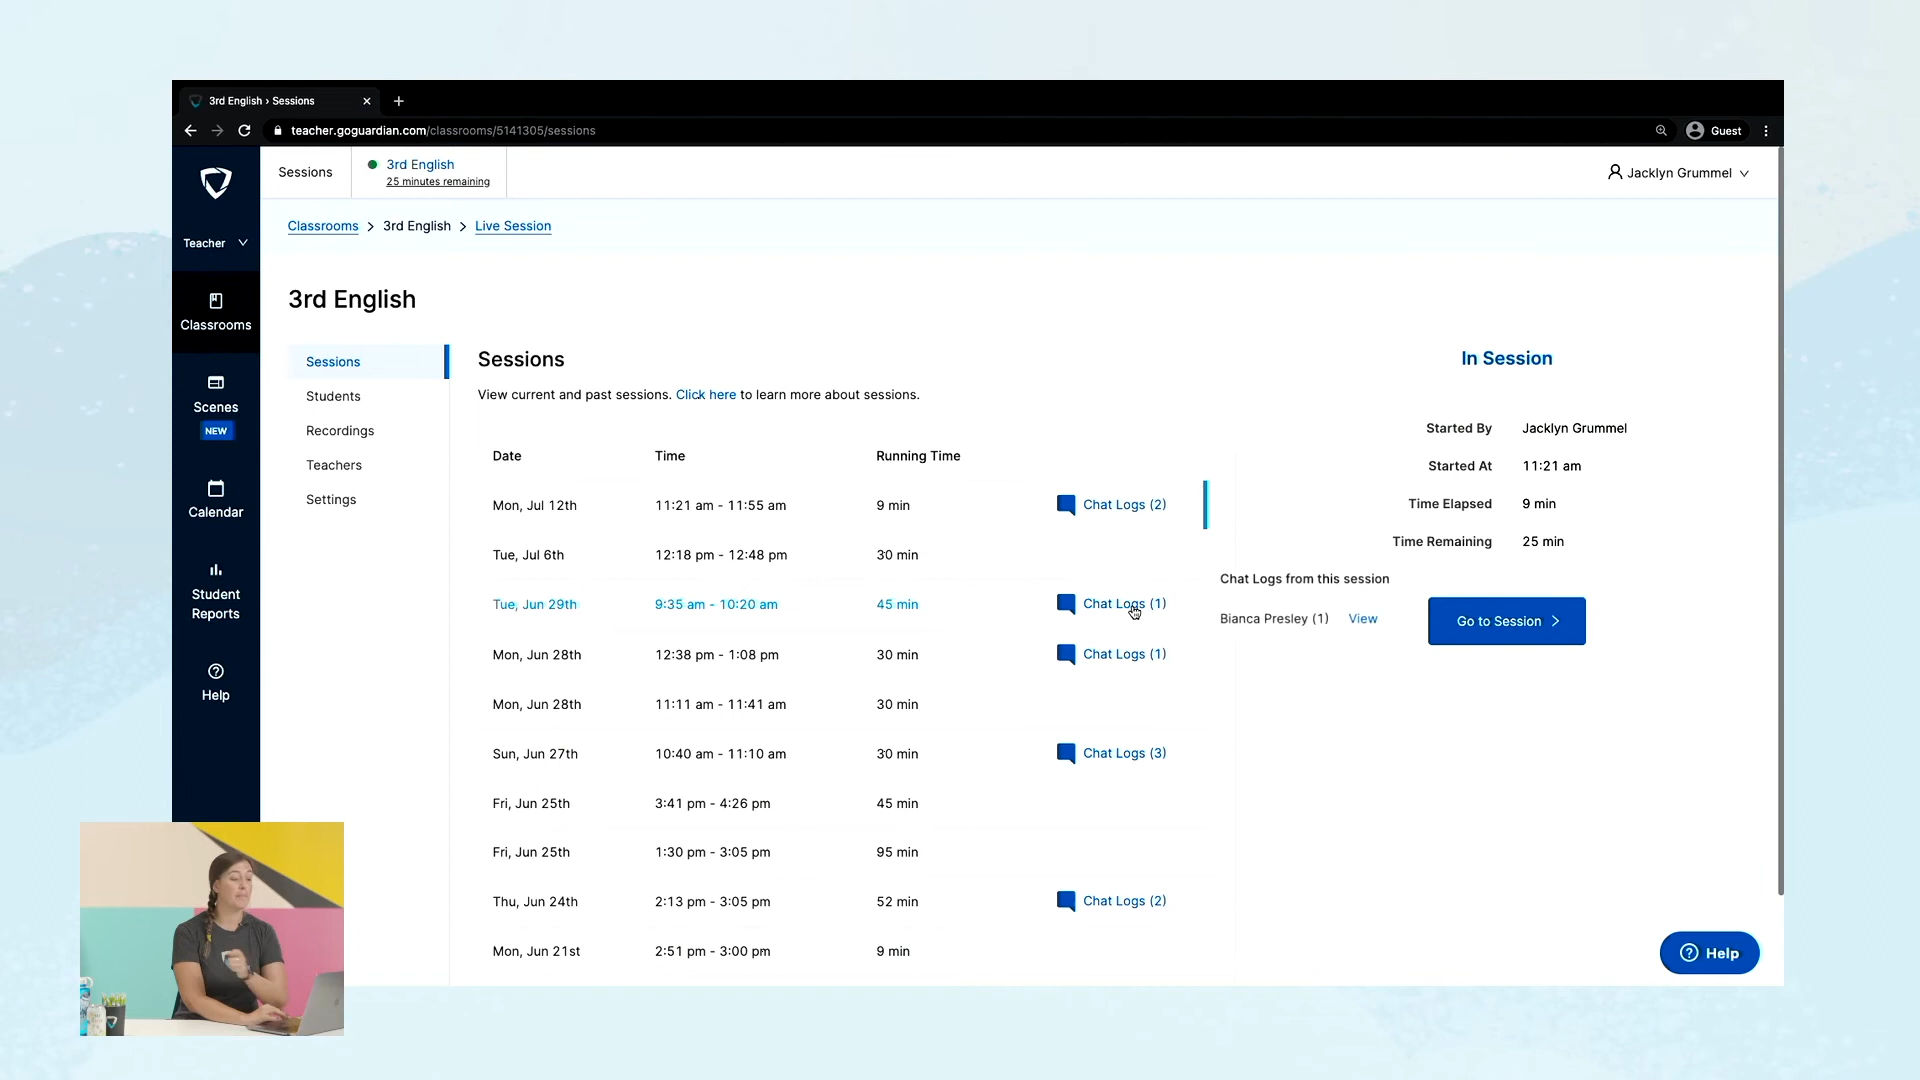 3rd English › Sessions
teacher.goguardian.com/classrooms/5141305/sessions
Guest
Sessions
3rd English
25 minutes remaining
Jacklyn Grummel
Teacher
Classrooms > 3rd English > Live Session
3rd English
Classrooms
Scenes
NEW
Calendar
Student
Reports
Help
Sessions
Students
Recordings
Teachers
Settings
Sessions
View current and past sessions. Click here to learn more about sessions.
Date Time Running Time
Mon, Jul 12th 11:21 am - 11:55 am 9 min Chat Logs (2)
Tue, Jul 6th 12:18 pm - 12:48 pm 30 min
Tue, Jun 29th 9:35 am - 10:20 am 45 min Chat Logs (1)
Mon, Jun 28th 12:38 pm - 1:08 pm 30 min Chat Logs (1)
Mon, Jun 28th 11:11 am - 11:41 am 30 min
Sun, Jun 27th 10:40 am - 11:10 am 30 min Chat Logs (3)
Fri, Jun 25th 3:41 pm - 4:26 pm 45 min
Fri, Jun 25th 1:30 pm - 3:05 pm 95 min
Thu, Jun 24th 2:13 pm - 3:05 pm 52 min Chat Logs (2)
Mon, Jun 21st 2:51 pm - 3:00 pm 9 min
In Session
Started By Jacklyn Grummel
Started At 11:21 am
Time Elapsed 9 min
Time Remaining 25 min
Chat Logs from this session
Bianca Presley (1) View
Go to Session >
Help